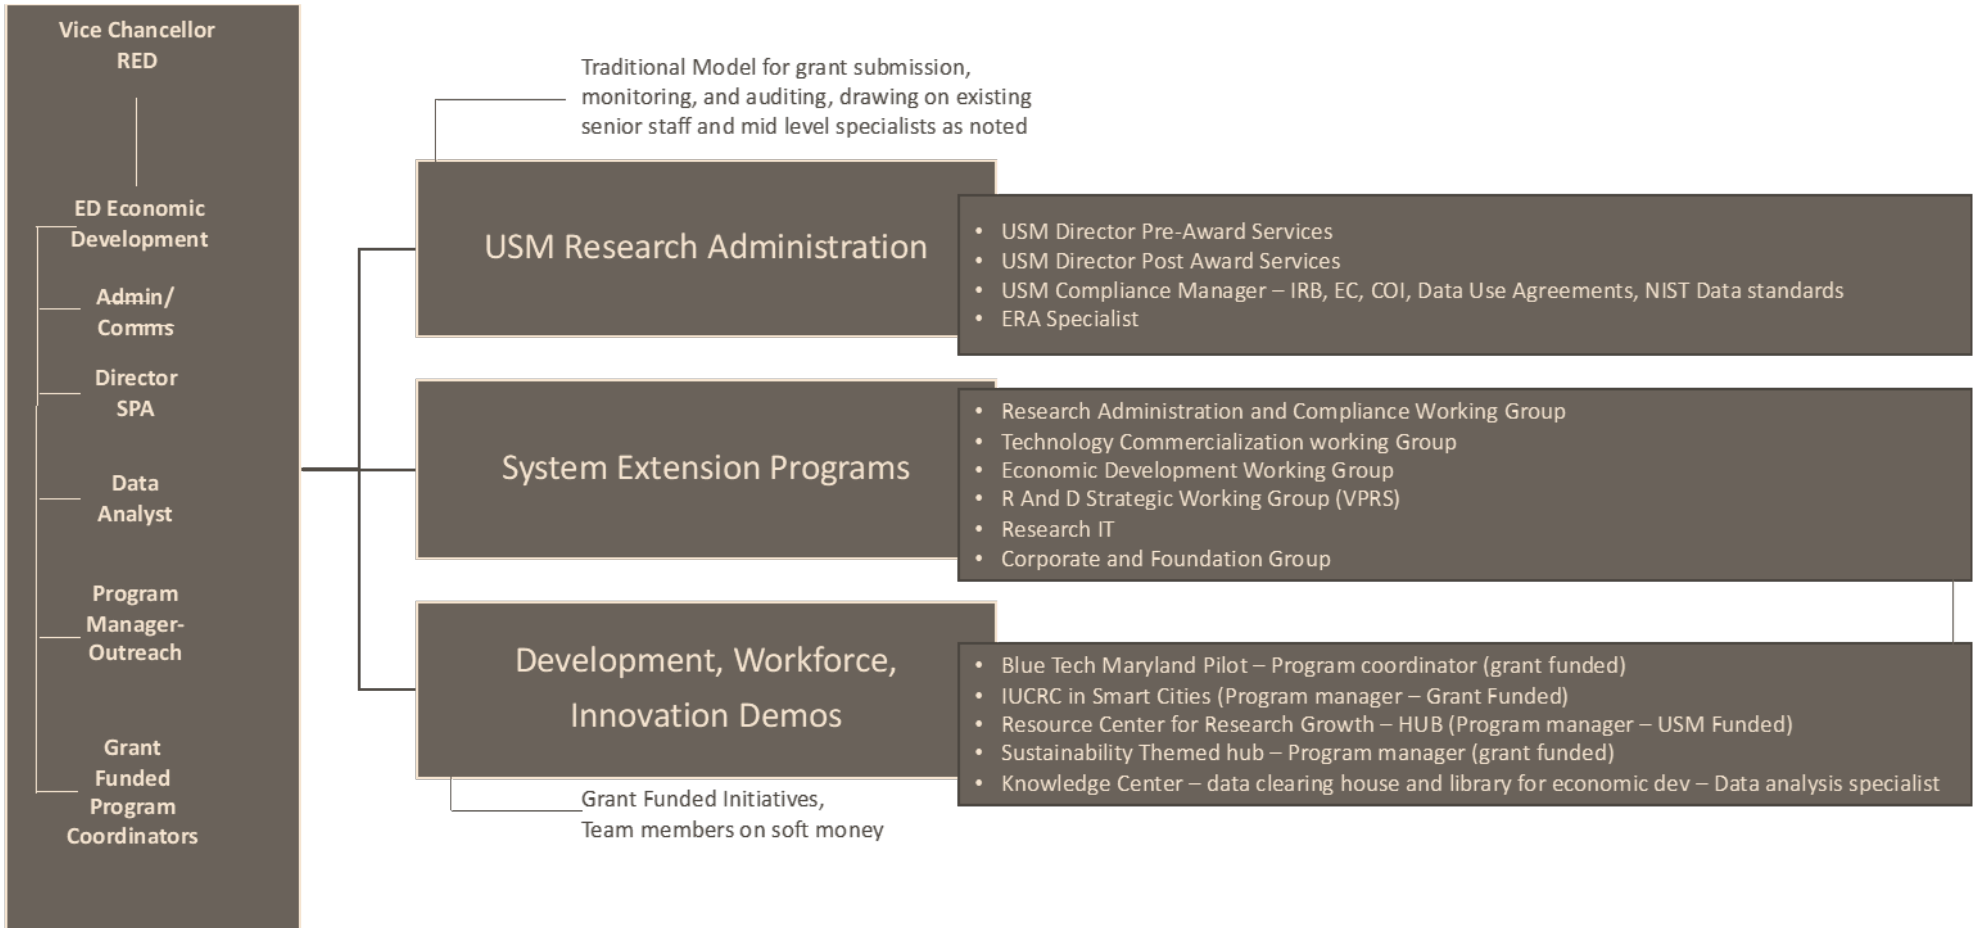 Vice Chancellor
RED
ED Economic
Development
Admin/
Comms
Director
SPA
Data
Analyst
Program
Manager-
Outreach
Grant
Funded
Program
Coordinators
Traditional Model for grant submission,
monitoring, and auditing, drawing on existing
senior staff and mid level specialists as noted
USM Research Administration
• USM Director Pre-Award Services
• USM Director Post Award Services
• USM Compliance Manager – IRB, EC, COI, Data Use Agreements, NIST Data standards
• ERA Specialist
System Extension Programs
• Research Administration and Compliance Working Group
• Technology Commercialization working Group
• Economic Development Working Group
• R And D Strategic Working Group (VPRS)
• Research IT
• Corporate and Foundation Group
Development, Workforce,
Innovation Demos
• Blue Tech Maryland Pilot – Program coordinator (grant funded)
• IUCRC in Smart Cities (Program manager – Grant Funded)
• Resource Center for Research Growth – HUB (Program manager – USM Funded)
• Sustainability Themed hub – Program manager (grant funded)
• Knowledge Center – data clearing house and library for economic dev – Data analysis specialist
Grant Funded Initiatives,
Team members on soft money